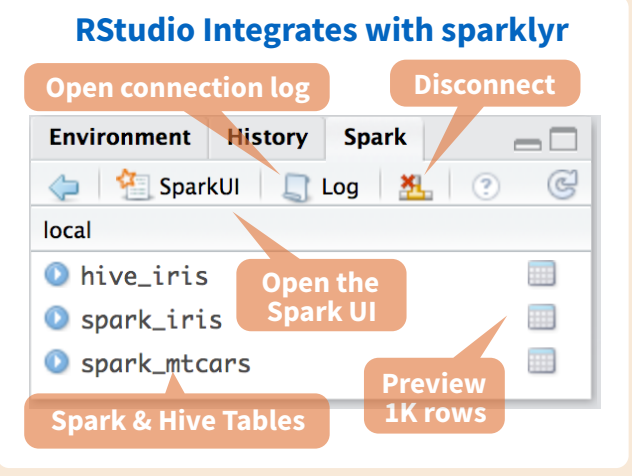 RStudio Integrates with sparklyr
Open connection log
Disconnect
Environment History Spark
SparkUI Log ?
local
hive_iris
Open the
Spark UI
spark_iris
spark_mtcars
Preview
1K rows
Spark & Hive Tables